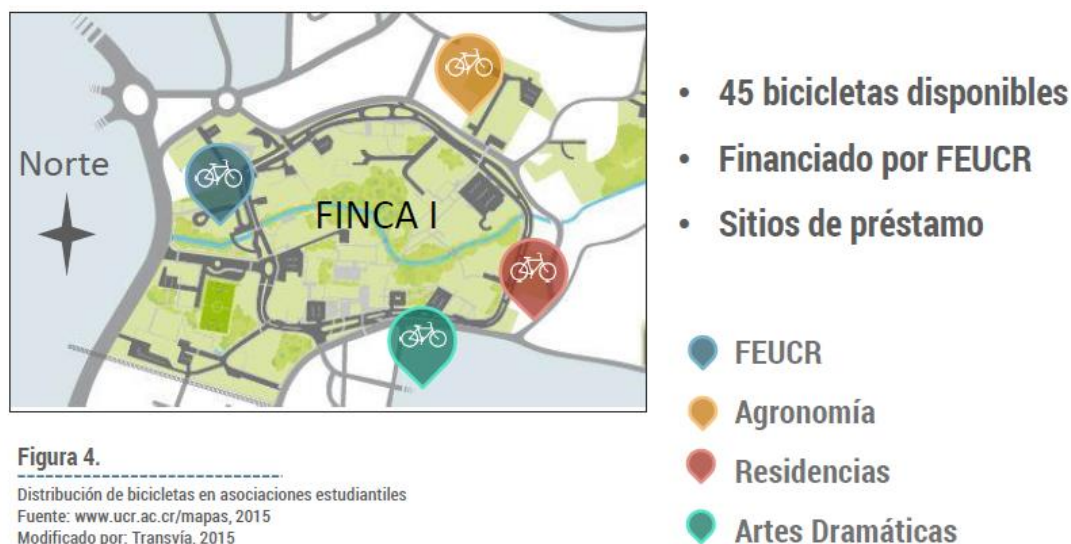 Norte
FINCA I
• 45 bicicletas disponibles
• Financiado por FEUCR
• Sitios de préstamo
FEUCR
Agronomía
Residencias
Artes Dramáticas
Figura 4.
Distribución de bicicletas en asociaciones estudiantiles
Fuente: www.ucr.ac.cr/mapas, 2015
Modificado por: Transvía, 2015